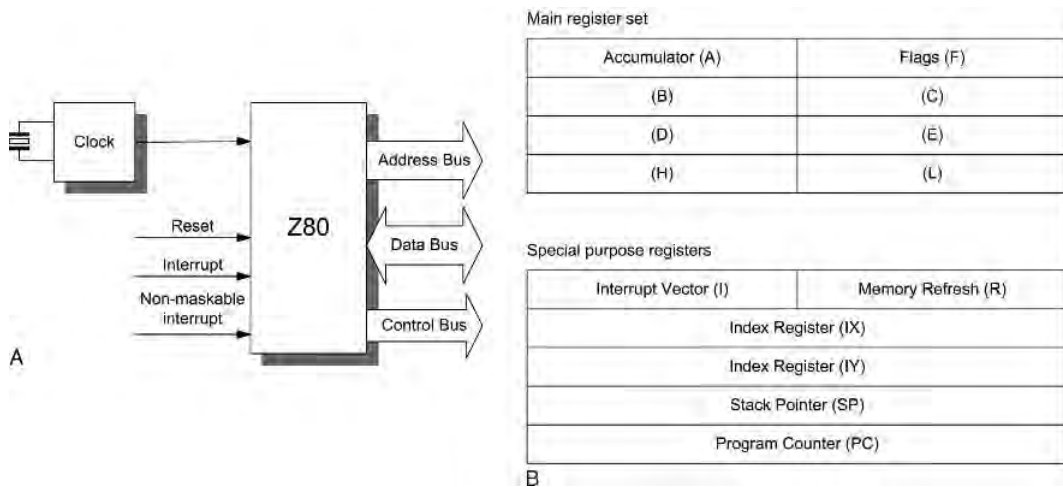 Clock
Z80
Reset
Interrupt
Non-maskable
interrupt
Address Bus
Data Bus
Control Bus
A
Main register set
Accumulator (A) Flags (F)
(B) (C)
(D) (E)
(H) (L)
Special purpose registers
Interrupt Vector (I) Memory Refresh (R)
Index Register (IX)
Index Register (IY)
Stack Pointer (SP)
Program Counter (PC)
B